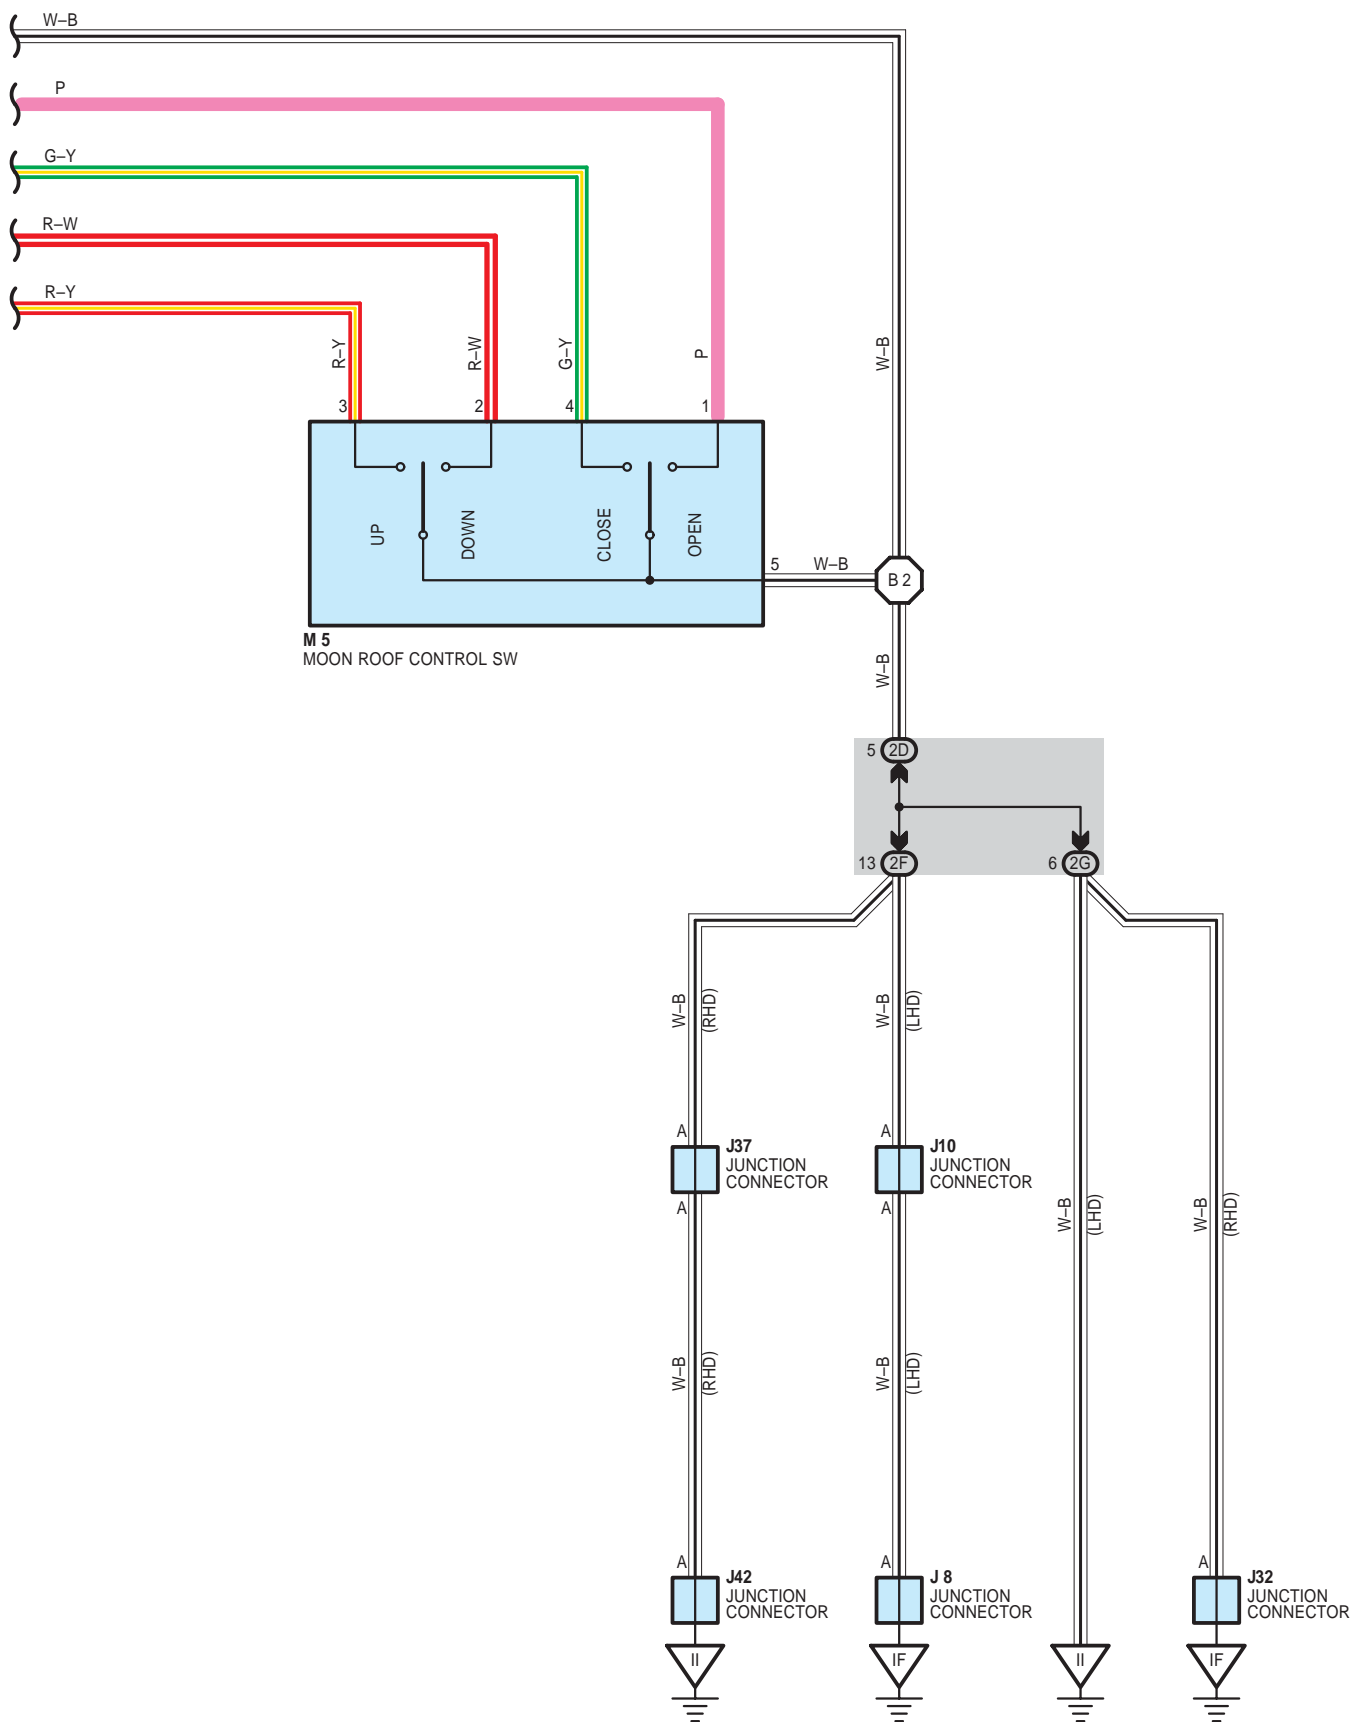 W–B
P
G–Y
R–W
R–Y
R–Y
R–W
G–Y
P
W–B
3
2
4
1
UP
DOWN
CLOSE
OPEN
5
W–B
B 2
M 5
MOON ROOF CONTROL SW
W–B
5
2D
13
2F
6
2G
W–B
(RHD)
W–B
(LHD)
A
J37
JUNCTION
CONNECTOR
A
A
J10
JUNCTION
CONNECTOR
A
W–B
(LHD)
W–B
(RHD)
W–B
(RHD)
W–B
(LHD)
A
J42
JUNCTION
CONNECTOR
A
J 8
JUNCTION
CONNECTOR
A
J32
JUNCTION
CONNECTOR
II
IF
II
IF